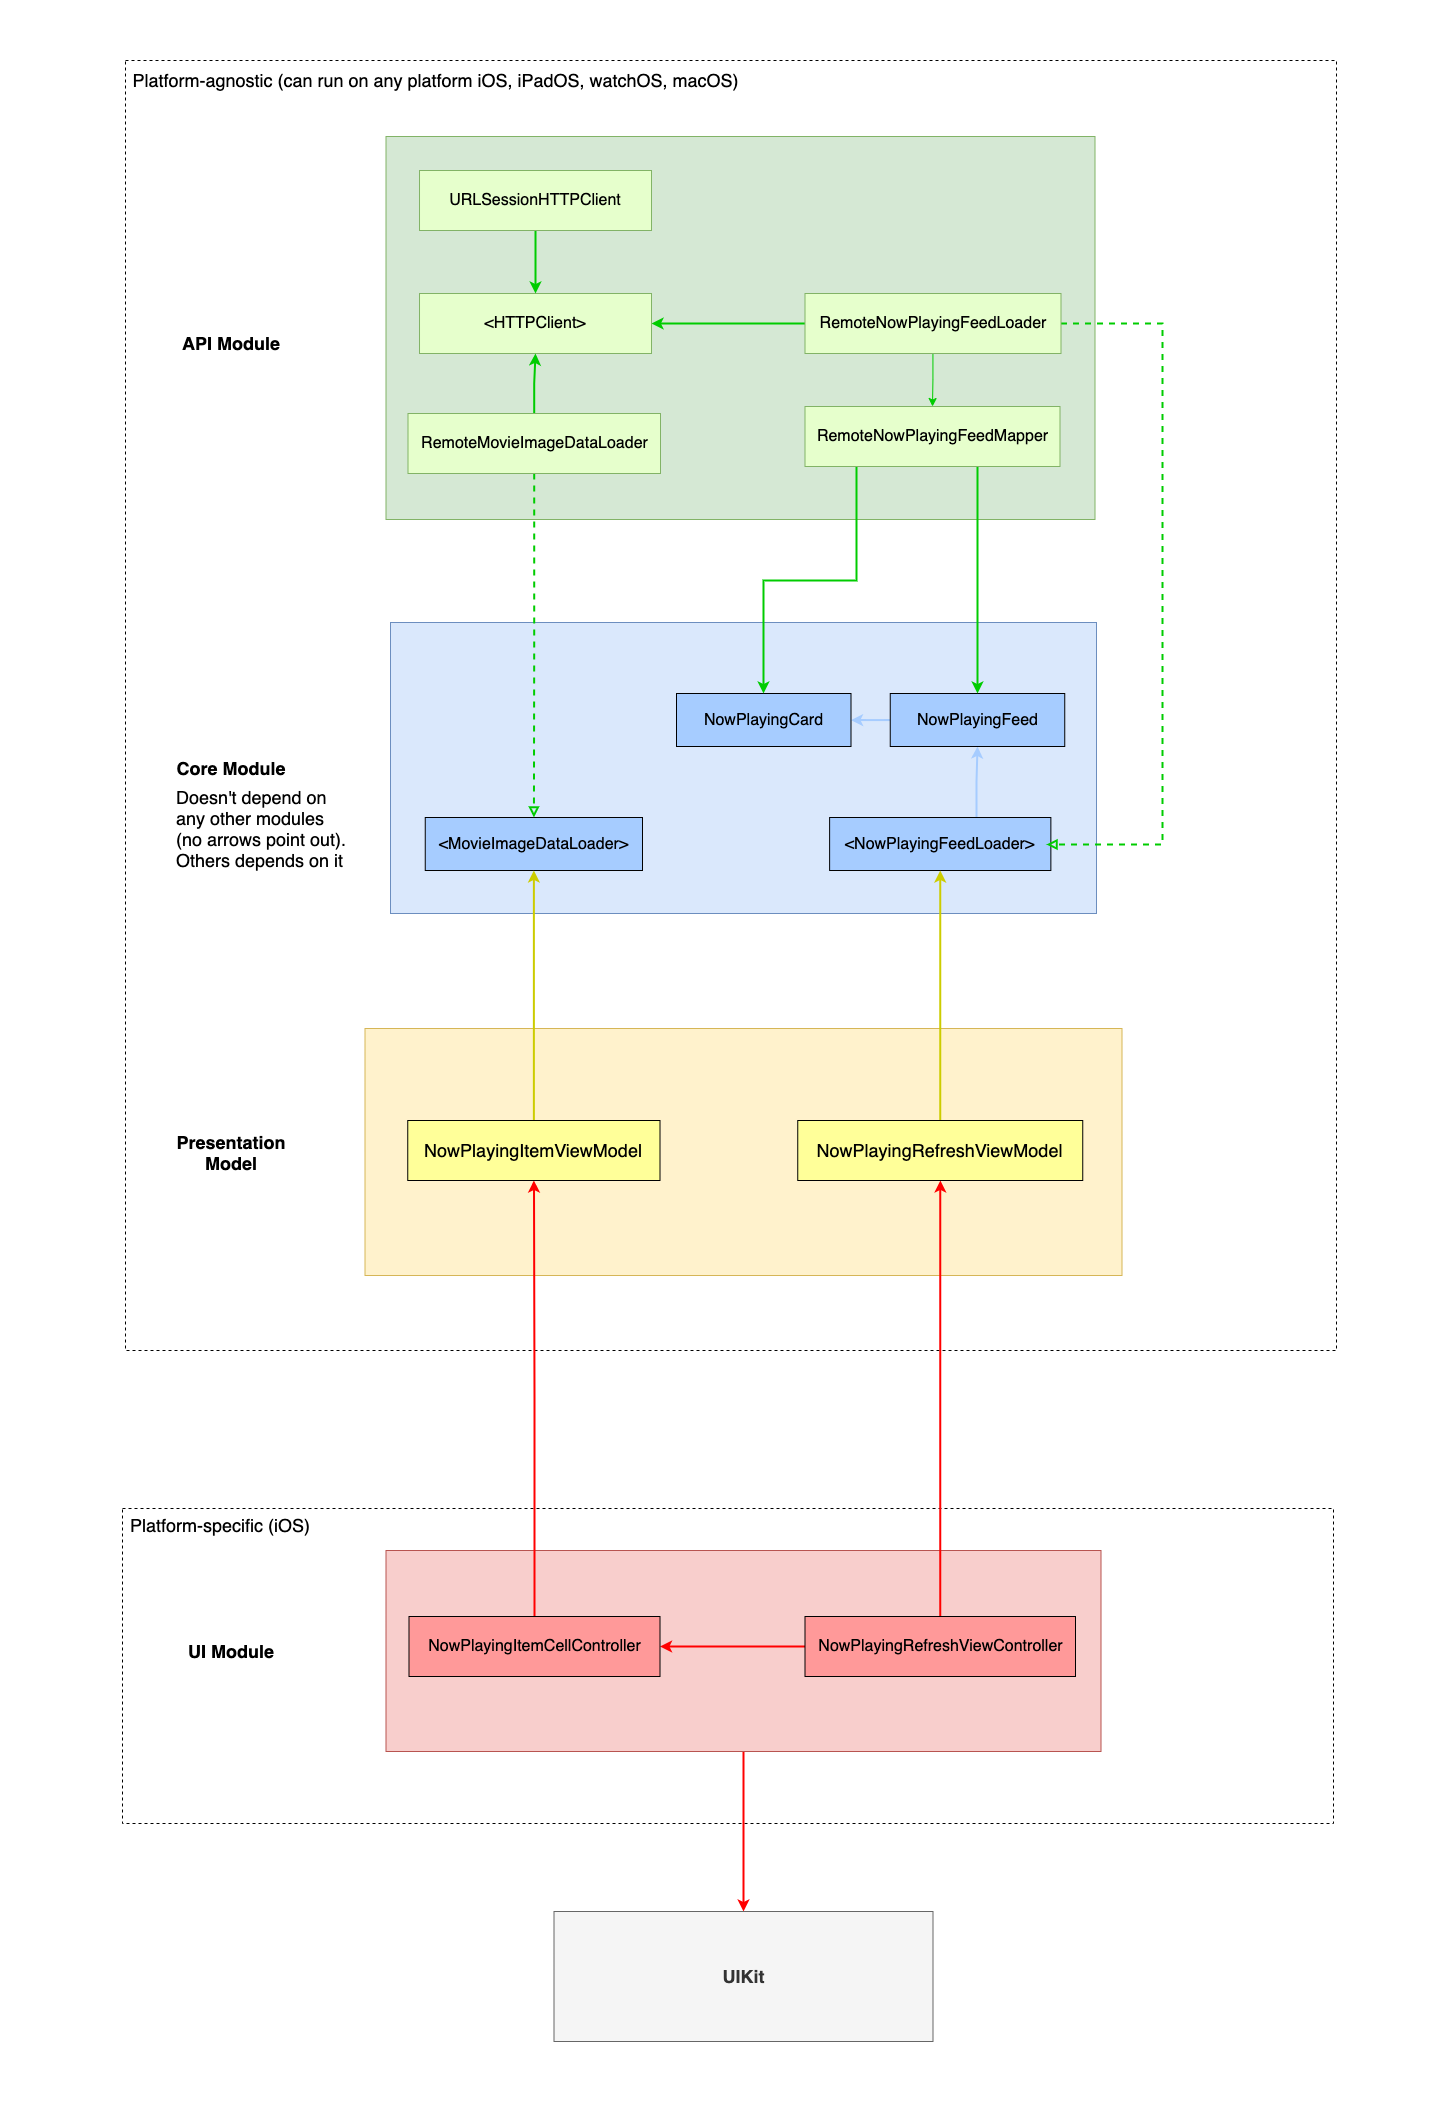 Platform-agnostic (can run on any platform iOS, iPadOS, watchOS, macOS)
URLSessionHTTPClient
<HTTPClient>
RemoteNowPlayingFeedLoader
API Module
RemoteMovieImageDataLoader
RemoteNowPlayingFeedMapper
NowPlayingCard
NowPlayingFeed
Core Module
Doesn't depend on
any other modules
(no arrows point out).
Others depends on it
<MovieImageDataLoader>
<NowPlayingFeedLoader>
Presentation
Model
NowPlayingItemViewModel
NowPlayingRefreshViewModel
Platform-specific (iOS)
UI Module
NowPlayingItemCellController
NowPlayingRefreshViewController
UIKit